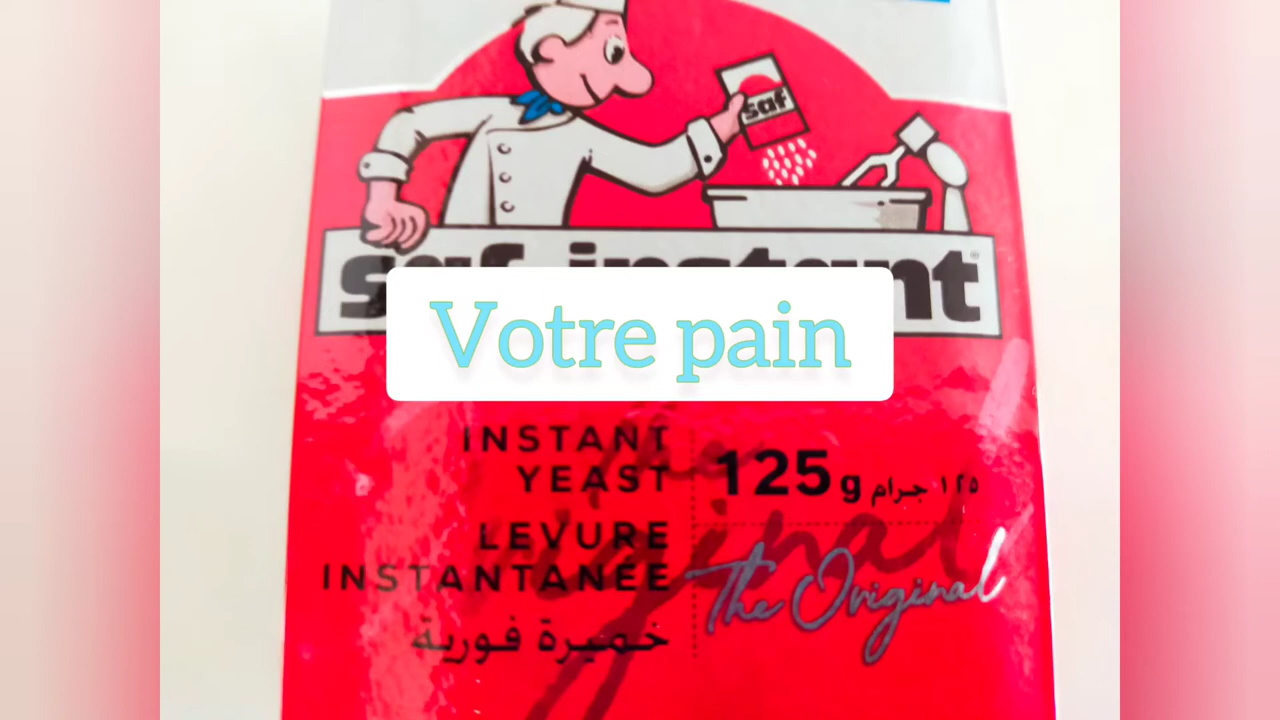 saf
saf instant
Votre pain
INSTANT
YEAST
125g ١٢٥ جرام
LEVURE
INSTANTANÉE
The Original
خميرة فورية